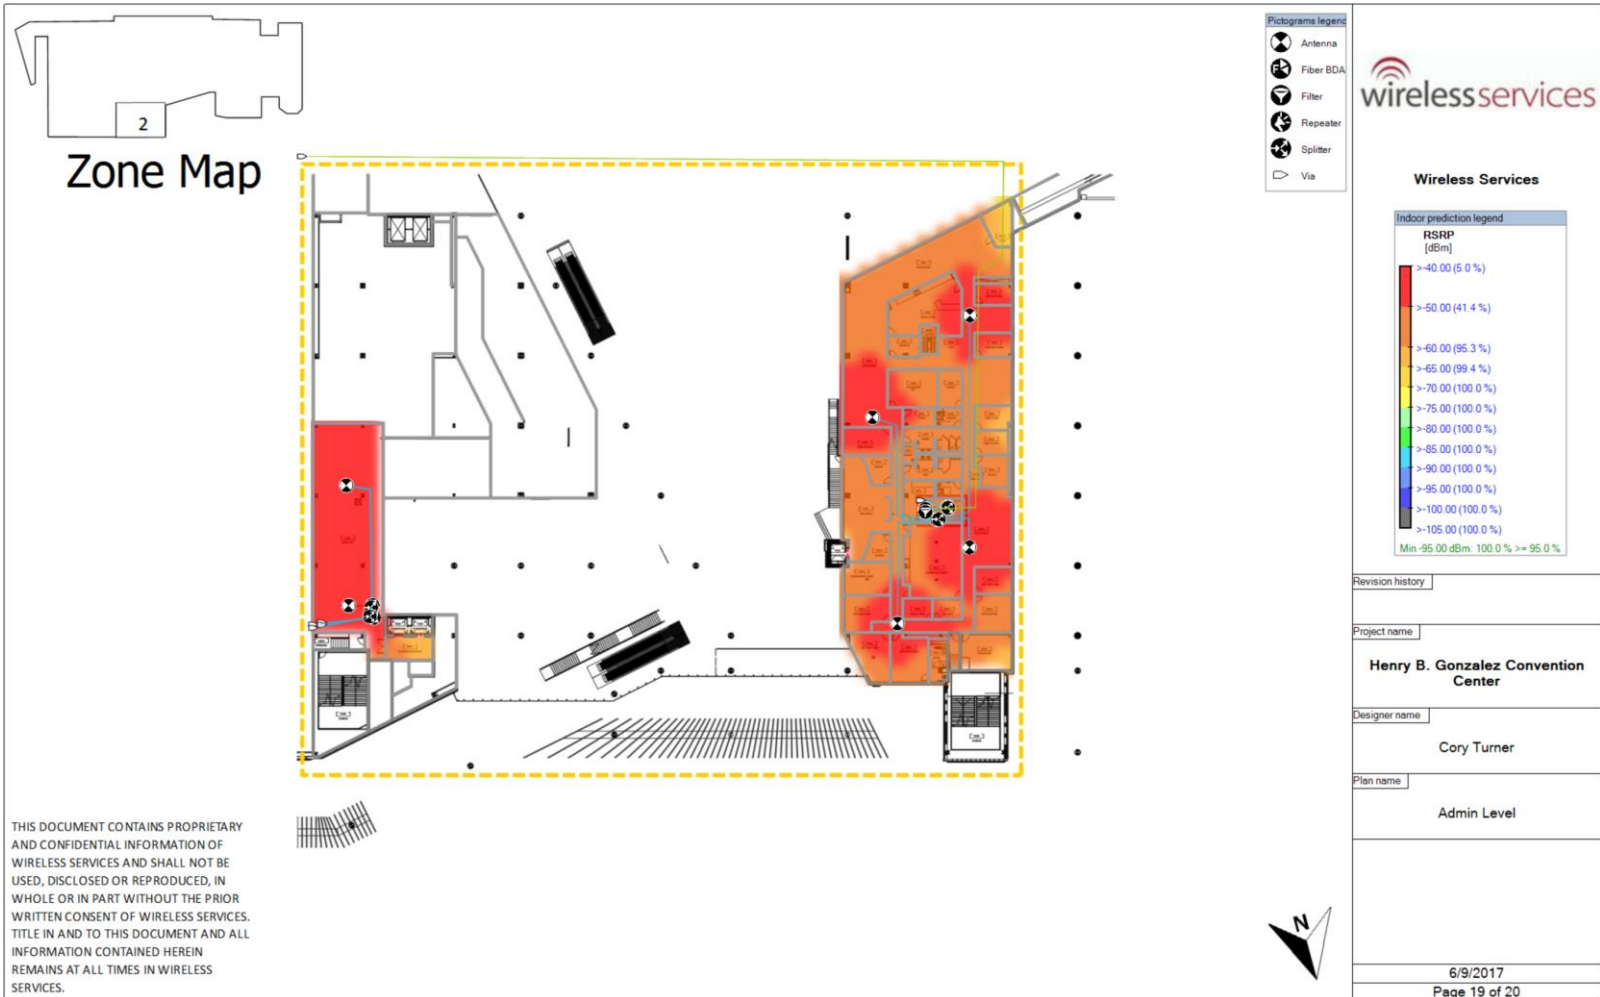 2
Zone Map
Pictograms legend
Antenna
Fiber BDA
Filter
Repeater
Splitter
Via
wirelessservices
Wireless Services
Indoor prediction legend
RSRP
[dBm]
>-40.00 (5.0 %)
>-50.00 (41.4 %)
>-60.00 (95.3 %)
>-65.00 (99.4 %)
>-70.00 (100.0 %)
>-75.00 (100.0 %)
>-80.00 (100.0 %)
>-85.00 (100.0 %)
>-90.00 (100.0 %)
>-95.00 (100.0 %)
>-100.00 (100.0 %)
>-105.00 (100.0 %)
Min -95.00 dBm: 100.0 % >= 95.0 %
Revision history
Project name
Henry B. Gonzalez Convention
Center
Designer name
Cory Turner
Plan name
Admin Level
THIS DOCUMENT CONTAINS PROPRIETARY
AND CONFIDENTIAL INFORMATION OF
WIRELESS SERVICES AND SHALL NOT BE
USED, DISCLOSED OR REPRODUCED, IN
WHOLE OR IN PART WITHOUT THE PRIOR
WRITTEN CONSENT OF WIRELESS SERVICES.
TITLE IN AND TO THIS DOCUMENT AND ALL
INFORMATION CONTAINED HEREIN
REMAINS AT ALL TIMES IN WIRELESS
SERVICES.
N
6/9/2017
Page 19 of 20